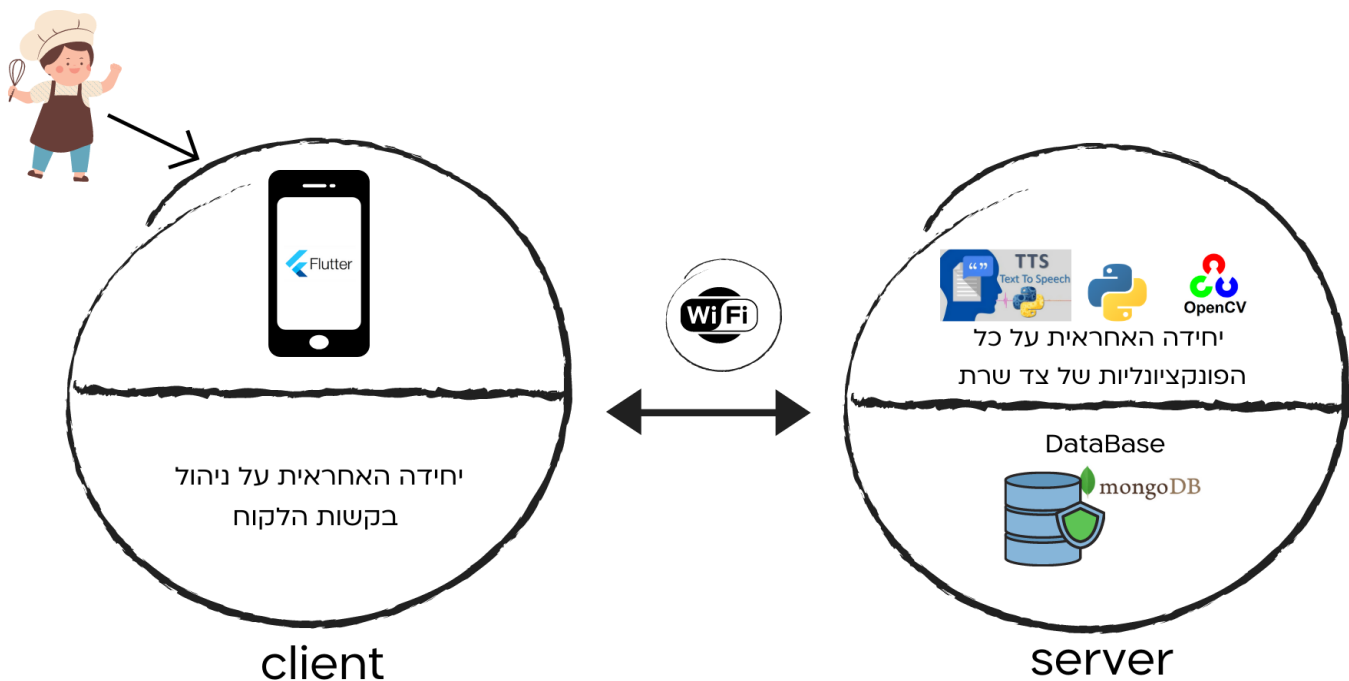 Flutter
יחידה האחראית על ניהול
בקשות הלקוח
client
WiFi
TTS
Text To Speech
OpenCV
יחידה האחראית על כל
הפונקציונליות של צד שרת
DataBase
mongoDB
server